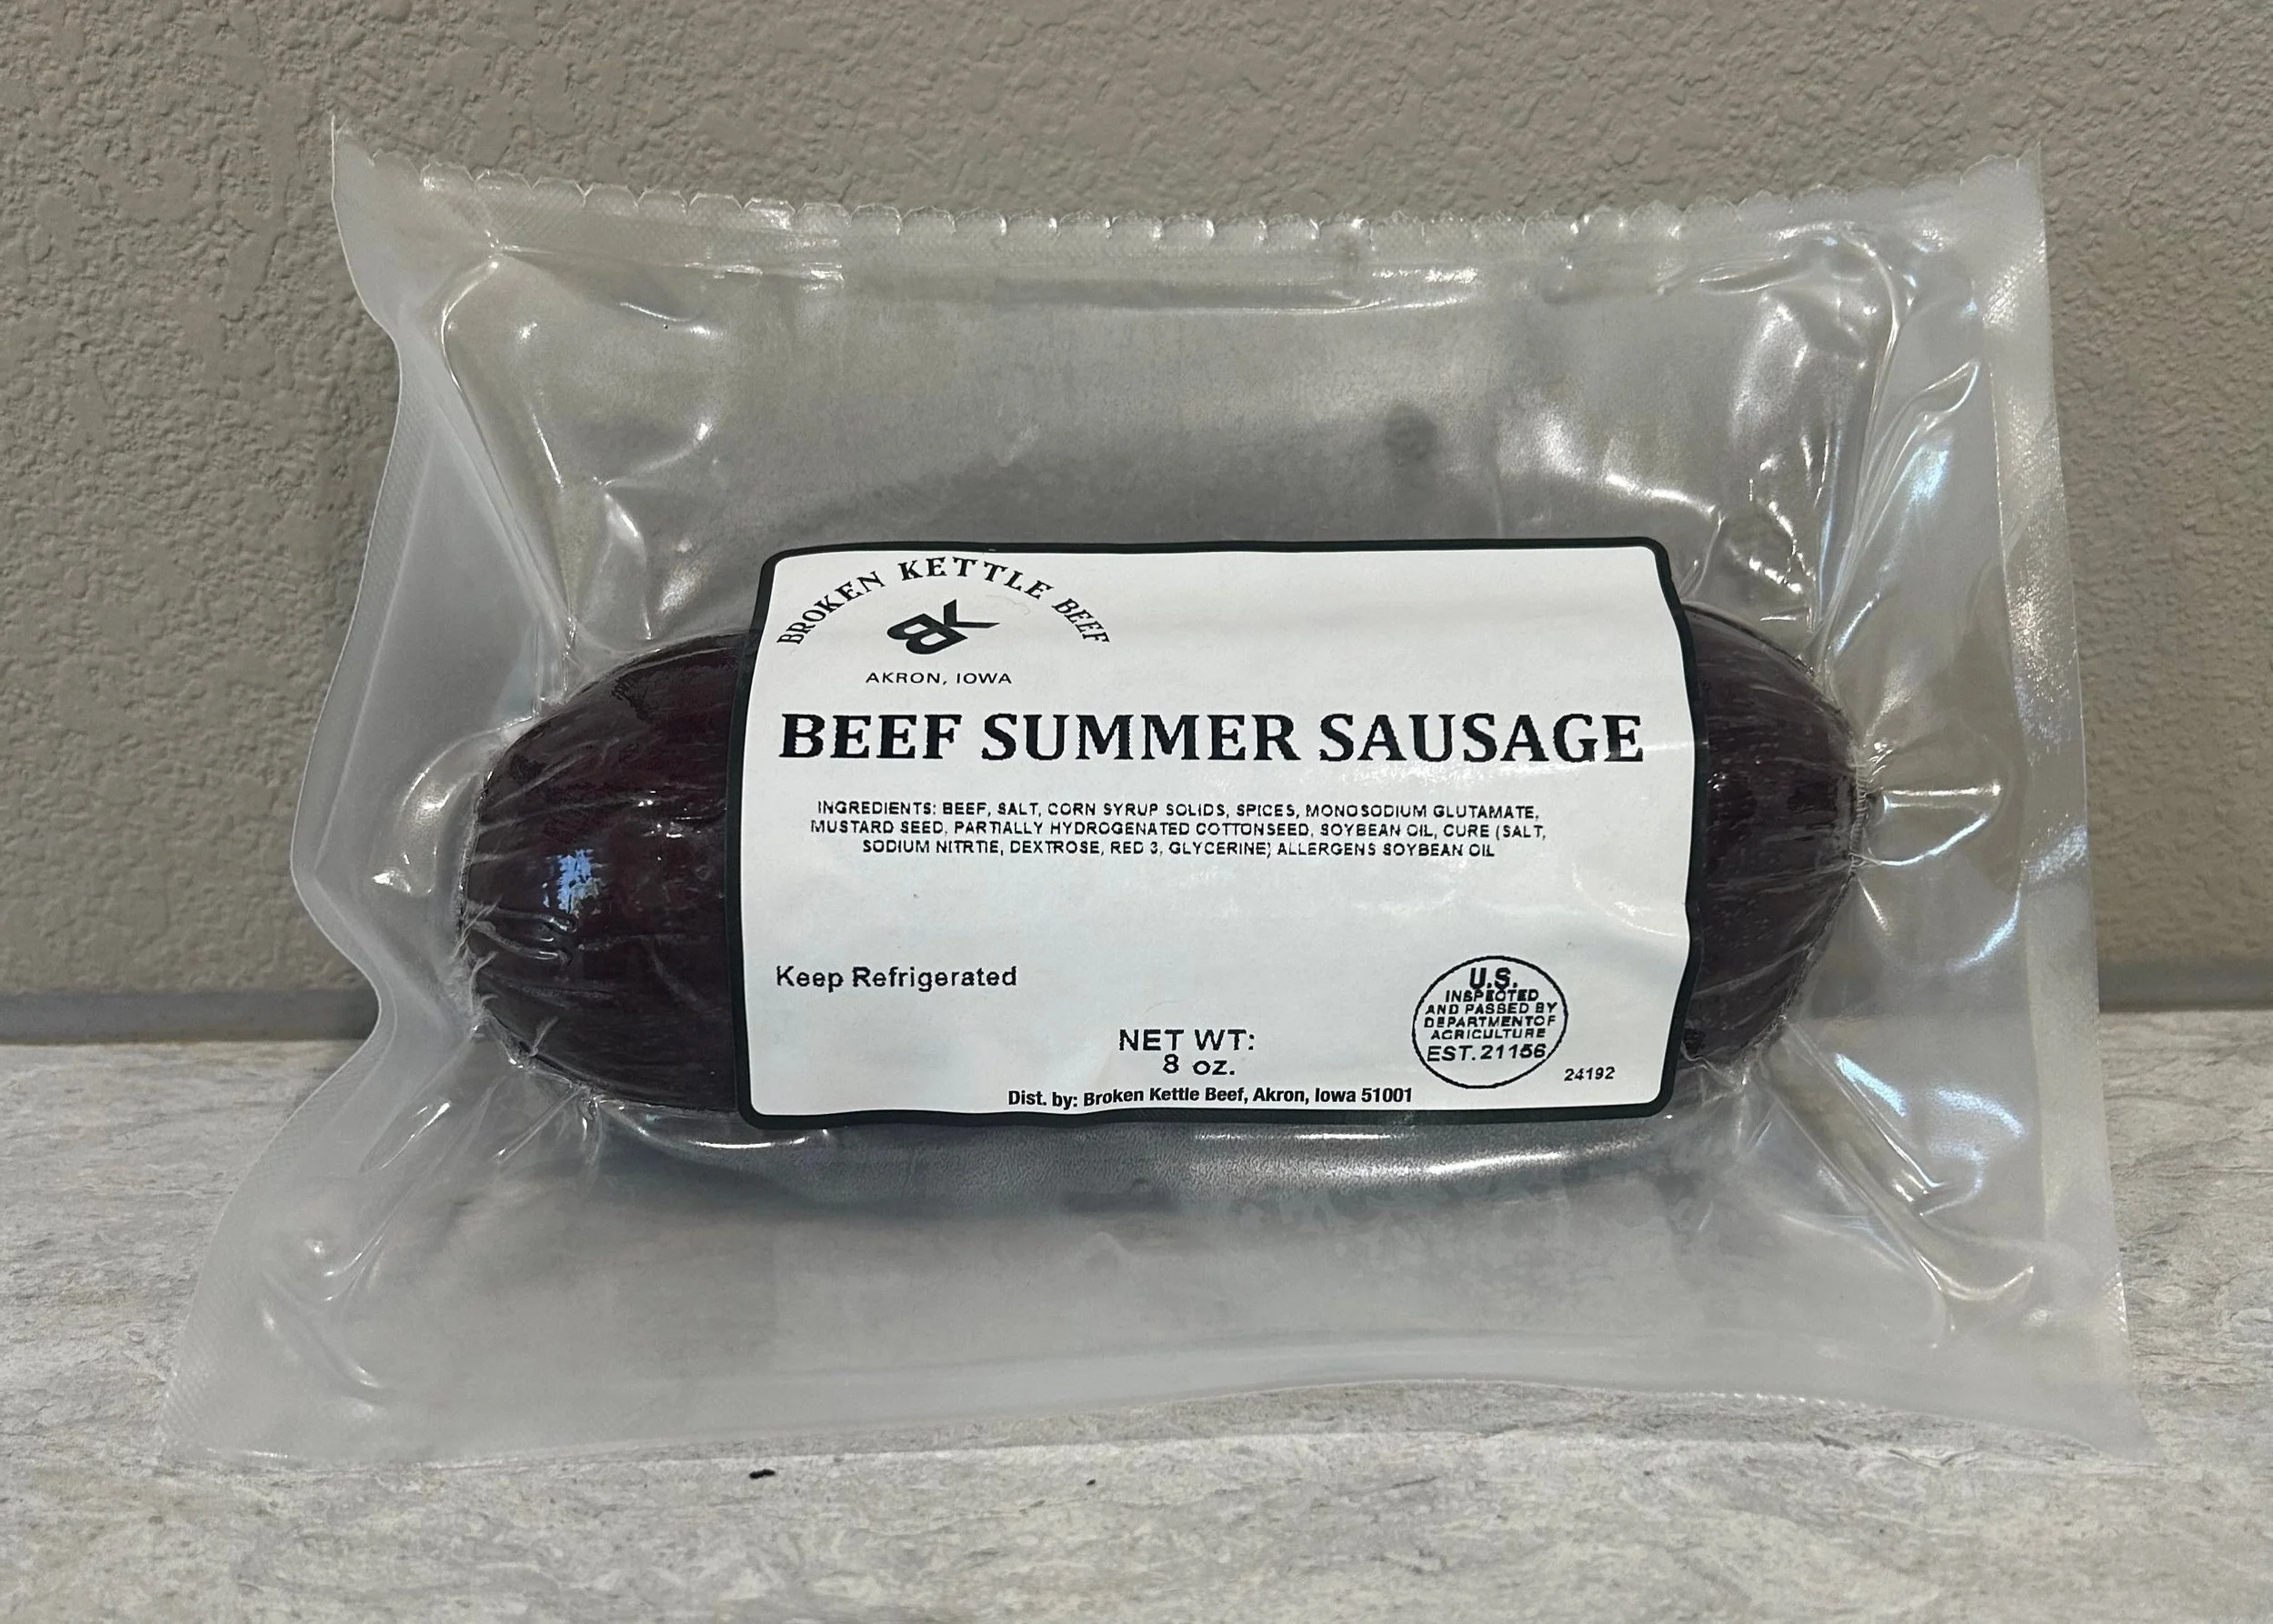 BROKEN KETTLE BEEF
BK
AKRON, IOWA
BEEF SUMMER SAUSAGE
INGREDIENTS: BEEF, SALT, CORN SYRUP SOLIDS, SPICES, MONOSODIUM GLUTAMATE,
MUSTARD SEED, PARTIALLY HYDROGENATED COTTONSEED, SOYBEAN OIL, CURE (SALT,
SODIUM NITRTIE, DEXTROSE, RED 3, GLYCERINE) ALLERGENS SOYBEAN OIL
Keep Refrigerated
U.S.
INSPECTED
AND PASSED BY
DEPARTMENTOF
AGRICULTURE
EST. 21156
NET WT:
8 oz.
24192
Dist. by: Broken Kettle Beef, Akron, Iowa 51001